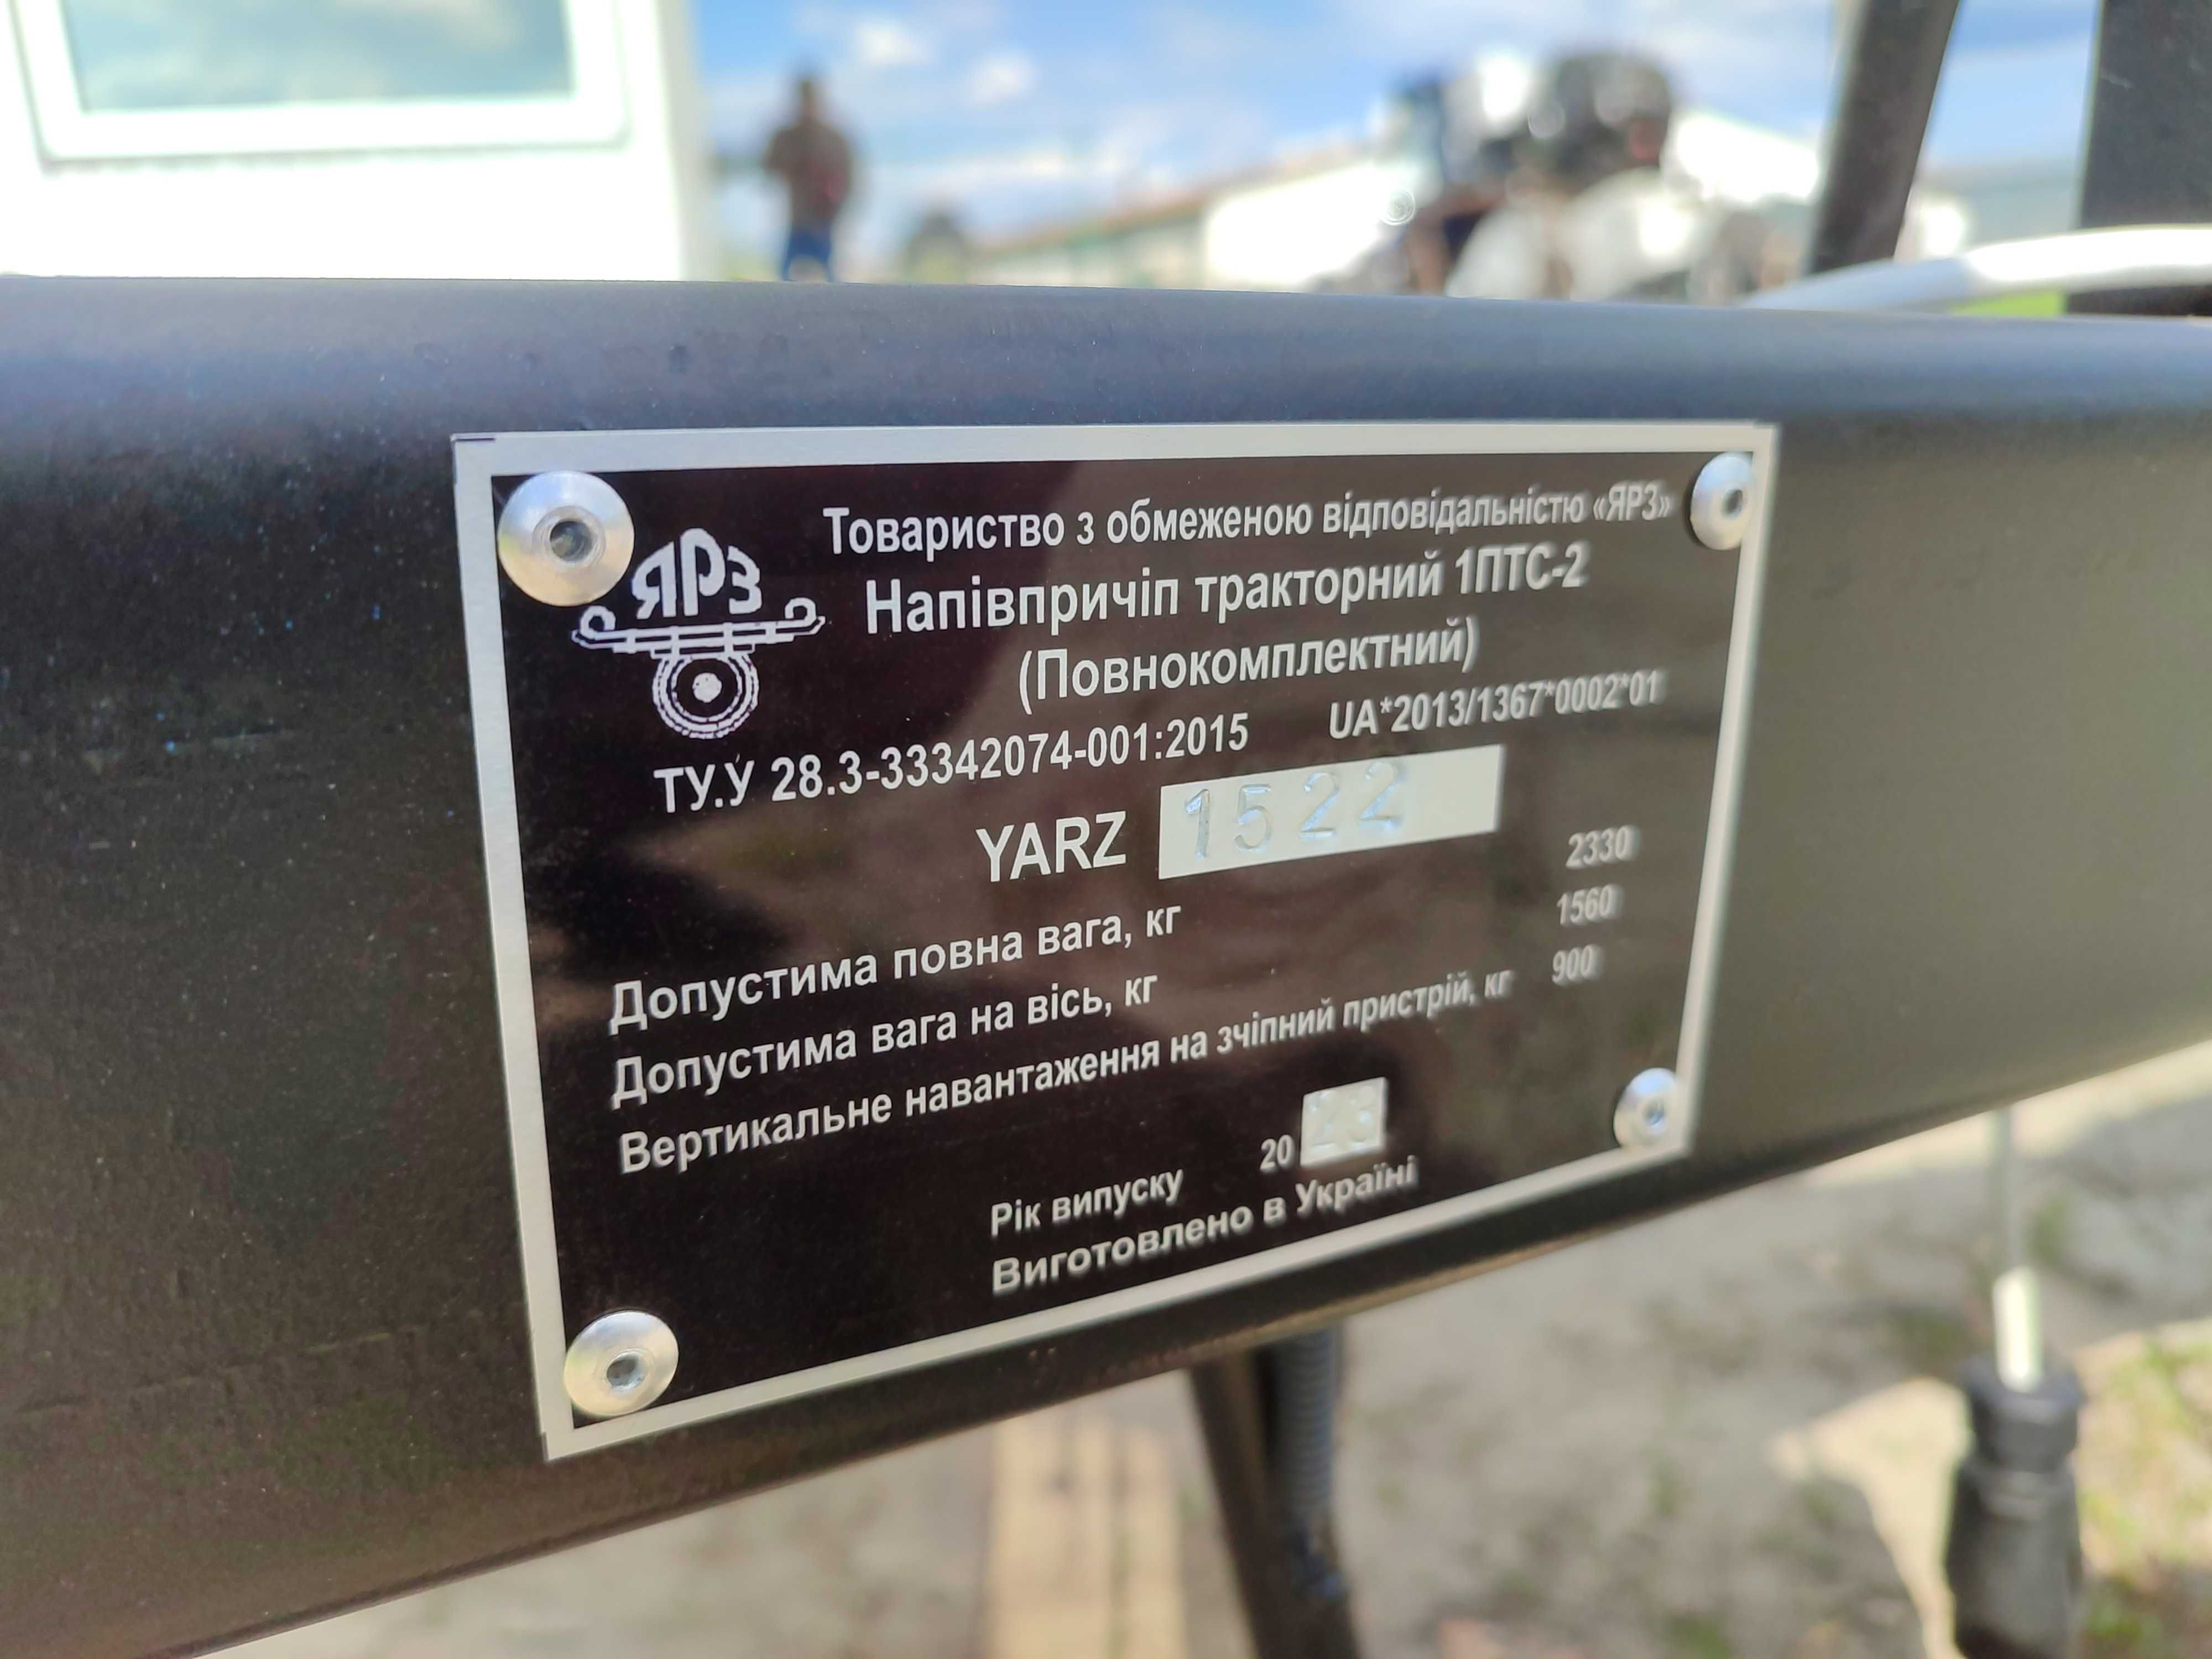 ЯРЗ
Товариство з обмеженою відповідальністю «ЯРЗ»
Напівпричіп тракторний 1ПТС-2
(Повнокомплектний)
ТУ.У 28.3-33342074-001:2015 UA*2013/1367*0002*01
YARZ 1522
Допустима повна вага, кг 2330
Допустима вага на вісь, кг 1560
Вертикальне навантаження на зчіпний пристрій, кг 900
Рік випуску 20
Виготовлено в Україні